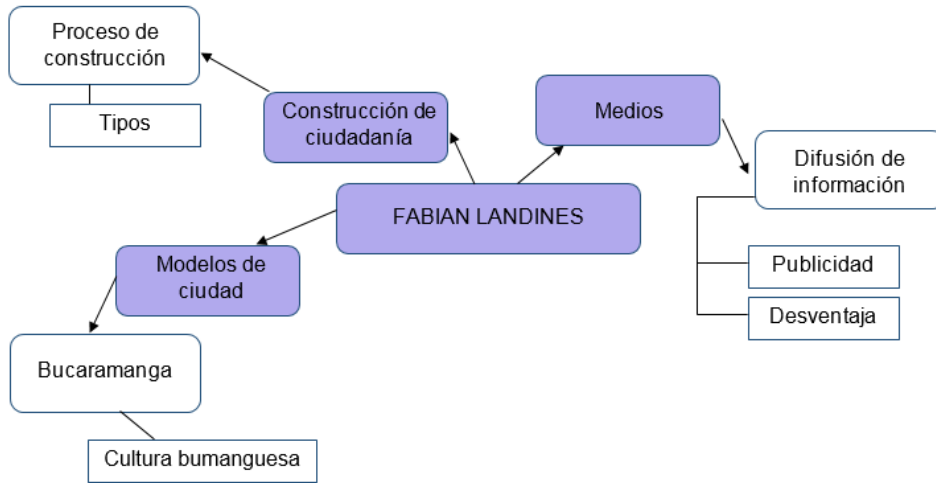 Proceso de
construcción
Tipos
Construcción de
ciudadanía
Medios
Difusión de
información
Publicidad
Desventaja
FABIAN LANDINES
Modelos de
ciudad
Bucaramanga
Cultura bumanguesa